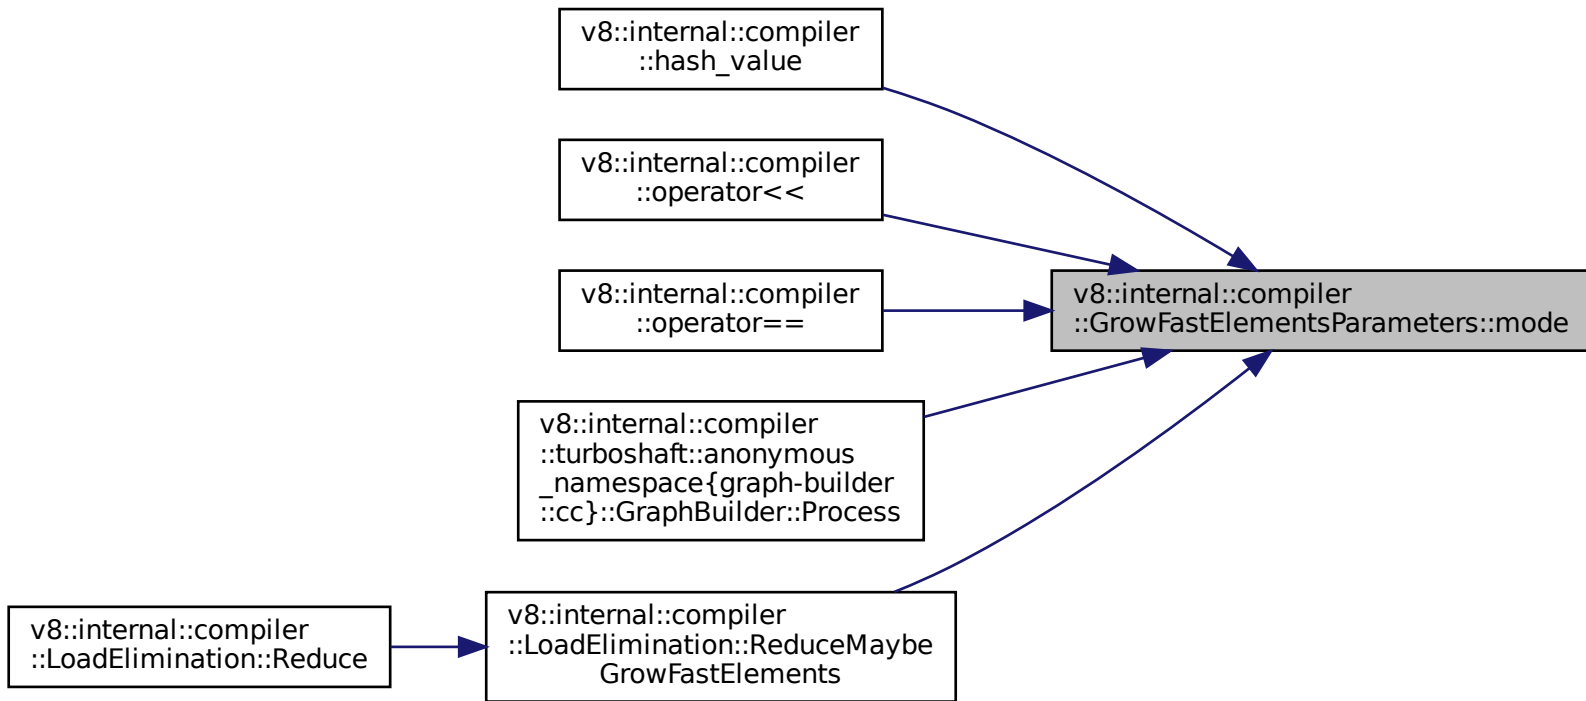 v8::internal::compiler
::hash_value
v8::internal::compiler
::operator<<
v8::internal::compiler
::operator==
v8::internal::compiler
::GrowFastElementsParameters::mode
v8::internal::compiler
::turboshaft::anonymous
_namespace{graph-builder
::cc}::GraphBuilder::Process
v8::internal::compiler
::LoadElimination::ReduceMaybe
GrowFastElements
v8::internal::compiler
::LoadElimination::Reduce